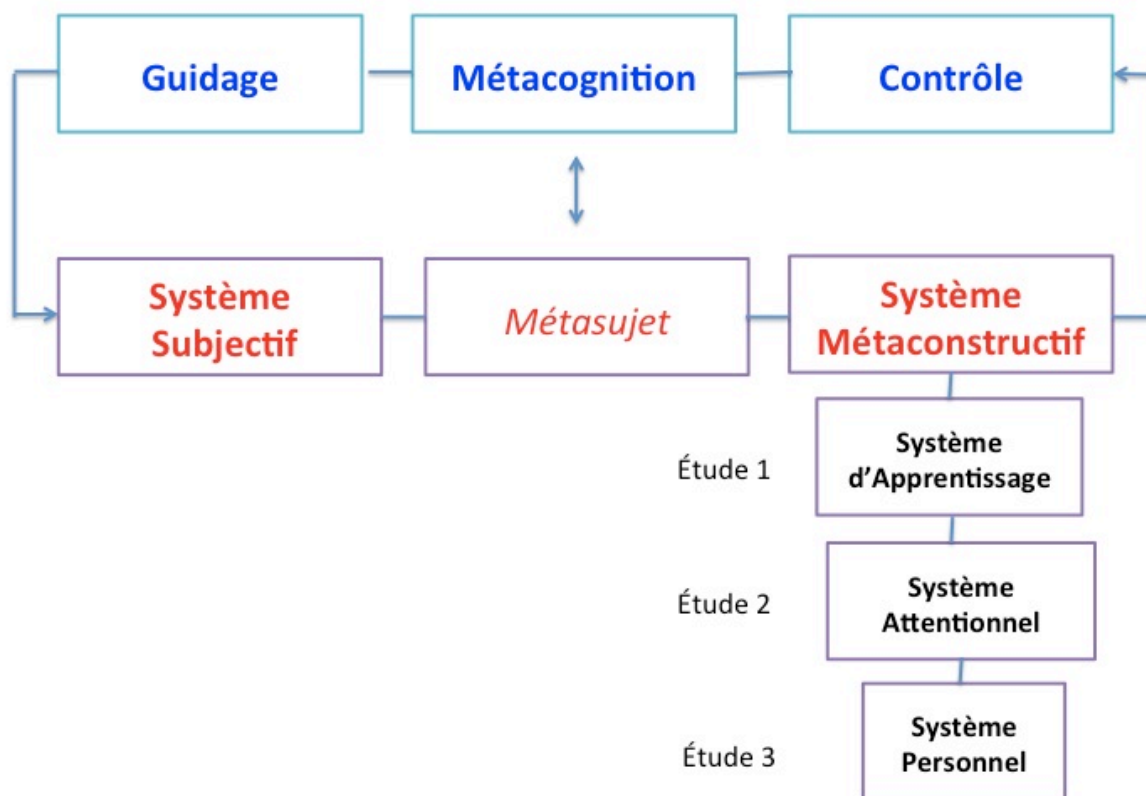 Guidage
Métacognition
Contrôle
Système
Subjectif
Métasujet
Système
Métaconstructif
Étude 1
Système
d’Apprentissage
Étude 2
Système
Attentionnel
Étude 3
Système
Personnel